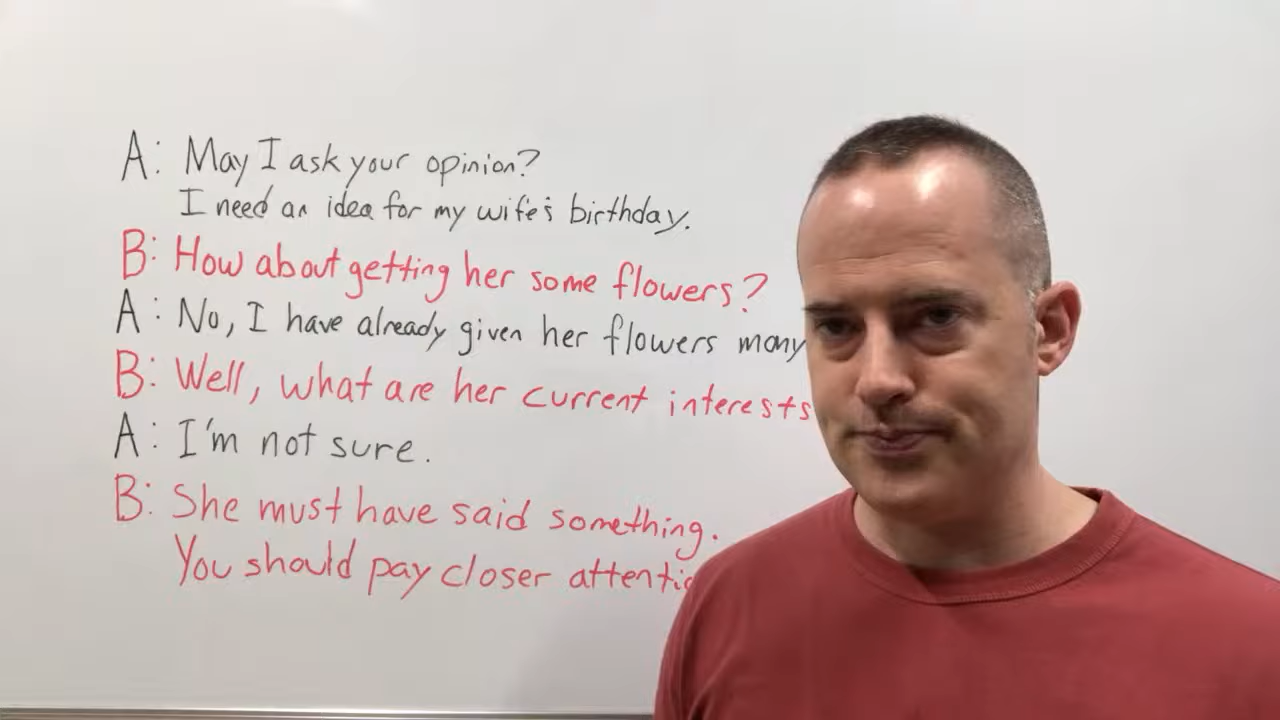 A: May I ask your opinion?
I need an idea for my wife's birthday.
B: How about getting her some flowers?
A: No, I have already given her flowers many
B: Well, what are her current interests
A: I'm not sure.
B: She must have said something.
You should pay closer